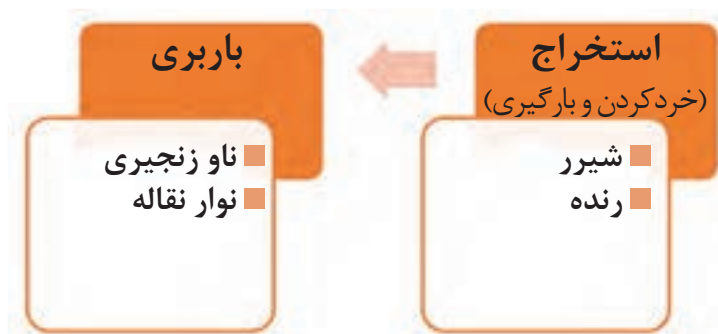 استخراج
(خردکردن و بارگیری)
شیرر
رنده
باربری
ناو زنجیری
نوار نقاله